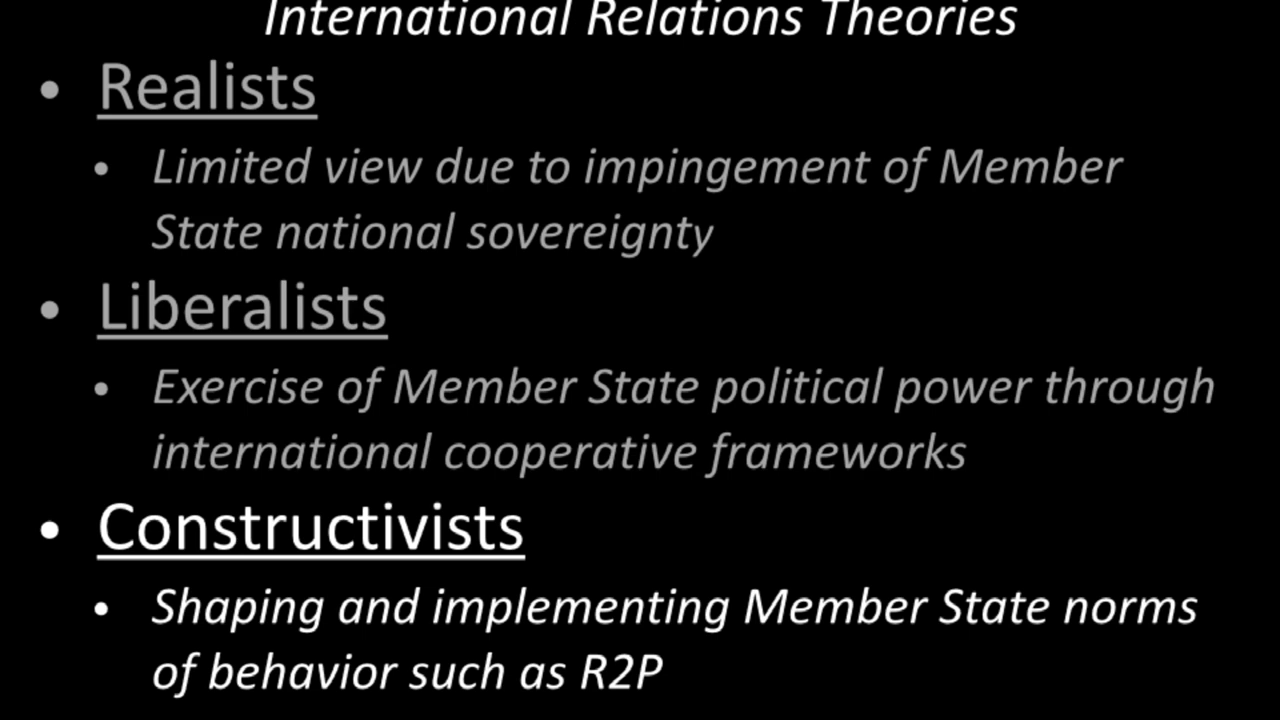 International Relations Theories
• Realists
• Limited view due to impingement of Member
State national sovereignty
• Liberalists
• Exercise of Member State political power through
international cooperative frameworks
• Constructivists
• Shaping and implementing Member State norms
of behavior such as R2P